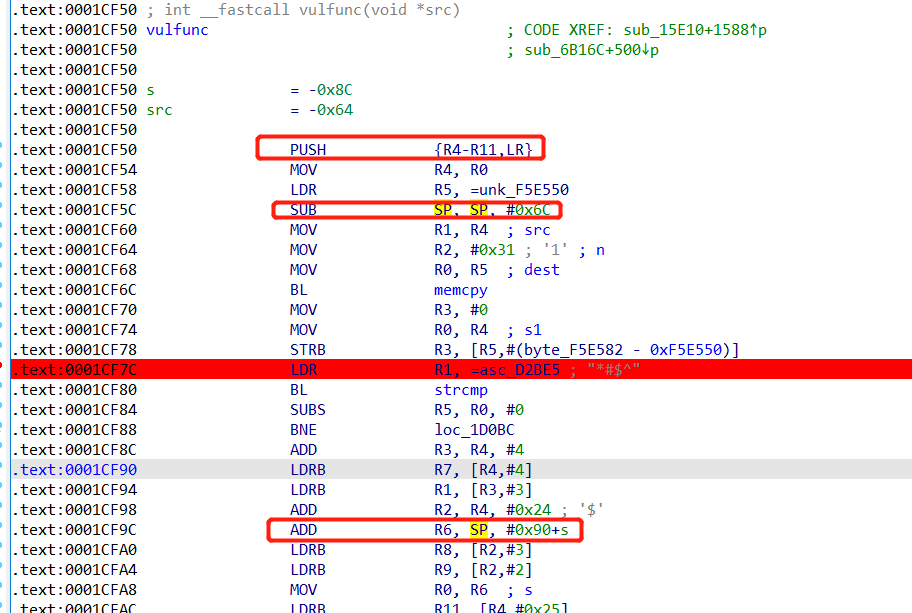 .text:0001CF50 ; int __fastcall vulfunc(void *src)
.text:0001CF50 vulfunc ; CODE XREF: sub_15E10+1588↑p
.text:0001CF50 ; sub_6B16C+500↓p
.text:0001CF50
.text:0001CF50 s = -0x8C
.text:0001CF50 src = -0x64
.text:0001CF50
.text:0001CF50 PUSH {R4-R11,LR}
.text:0001CF54 MOV R4, R0
.text:0001CF58 LDR R5, =unk_F5E550
.text:0001CF5C SUB SP, SP, #0x6C
.text:0001CF60 MOV R1, R4 ; src
.text:0001CF64 MOV R2, #0x31 ; '1' ; n
.text:0001CF68 MOV R0, R5 ; dest
.text:0001CF6C BL memcpy
.text:0001CF70 MOV R3, #0
.text:0001CF74 MOV R0, R4 ; s1
.text:0001CF78 STRB R3, [R5,#(byte_F5E582 - 0xF5E550)]
.text:0001CF7C LDR R1, =asc_D2BE5 ; "*#$^"
.text:0001CF80 BL strcmp
.text:0001CF84 SUBS R5, R0, #0
.text:0001CF88 BNE loc_1D0BC
.text:0001CF8C ADD R3, R4, #4
.text:0001CF90 LDRB R7, [R4,#4]
.text:0001CF94 LDRB R1, [R3,#3]
.text:0001CF98 ADD R2, R4, #0x24 ; '$'
.text:0001CF9C ADD R6, SP, #0x90+s
.text:0001CFA0 LDRB R8, [R2,#3]
.text:0001CFA4 LDRB R9, [R2,#2]
.text:0001CFA8 MOV R0, R6 ; s
.text:0001CFAC LDRB R11, [R4,#0x25]